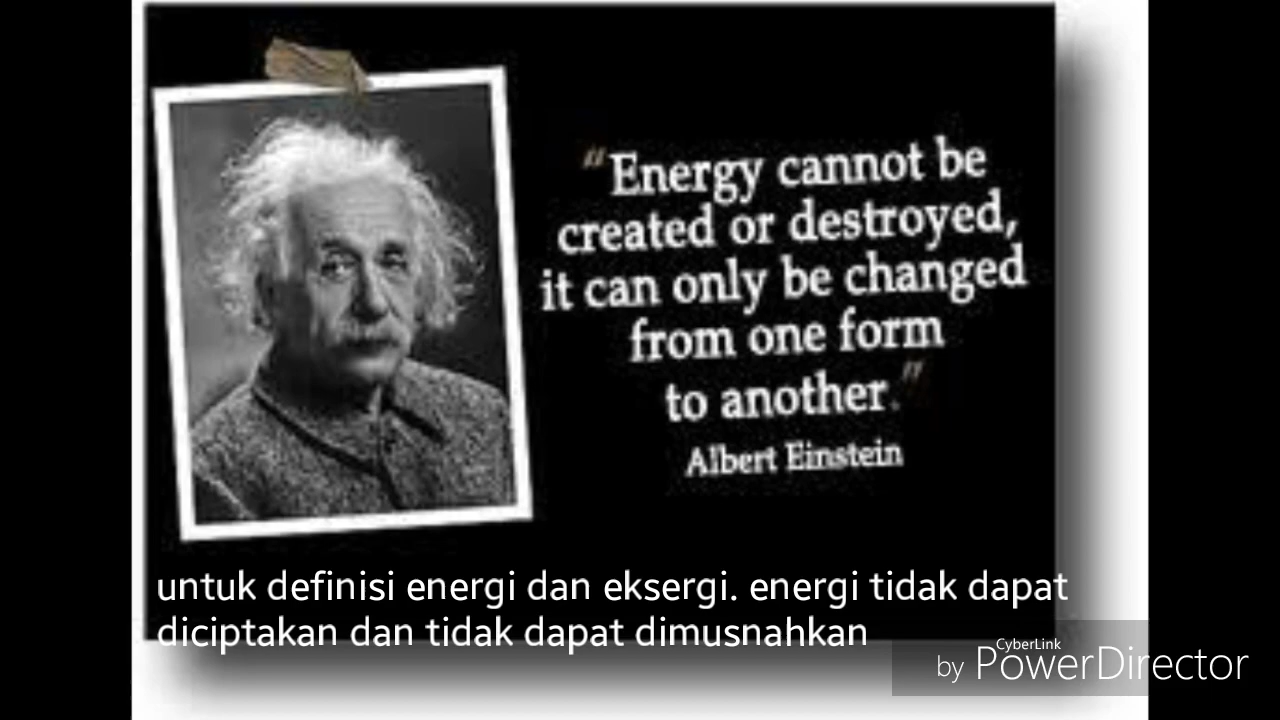 "Energy cannot be
created or destroyed,
it can only be changed
from one form
to another."
Albert Einstein
untuk definisi energi dan eksergi. energi tidak dapat
diciptakan dan tidak dapat dimusnahkan
CyberLink
by PowerDirector